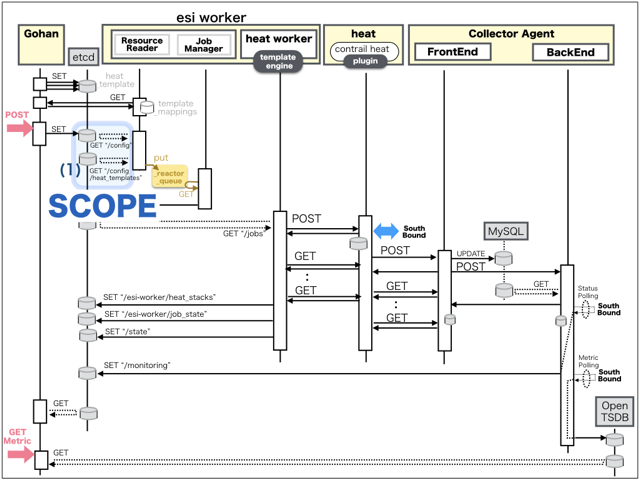 esi worker
Gohan
etcd
Resource
Reader
Job
Manager
heat worker
template
engine
heat
contrail heat
plugin
Collector Agent
FrontEnd
BackEnd
SET
heat
template
GET
template
_mappings
POST
SET
GET "/config"
(1)
GET "/config
/heat_templates"
put
_reactor
_queue
GET
SCOPE
GET "/jobs
POST
South
Bound
MySQL
POST
UPDATE
POST
GET
GET
:
GET
GET
:
GET
Status
Polling
South
Bound
SET "/esi-worker/heat_stacks"
SET "/esi-worker/job_state"
SET "/state"
SET "/monitoring"
Metric
Polling
South
Bound
GET
Open
TSDB
GET
Metric
GET